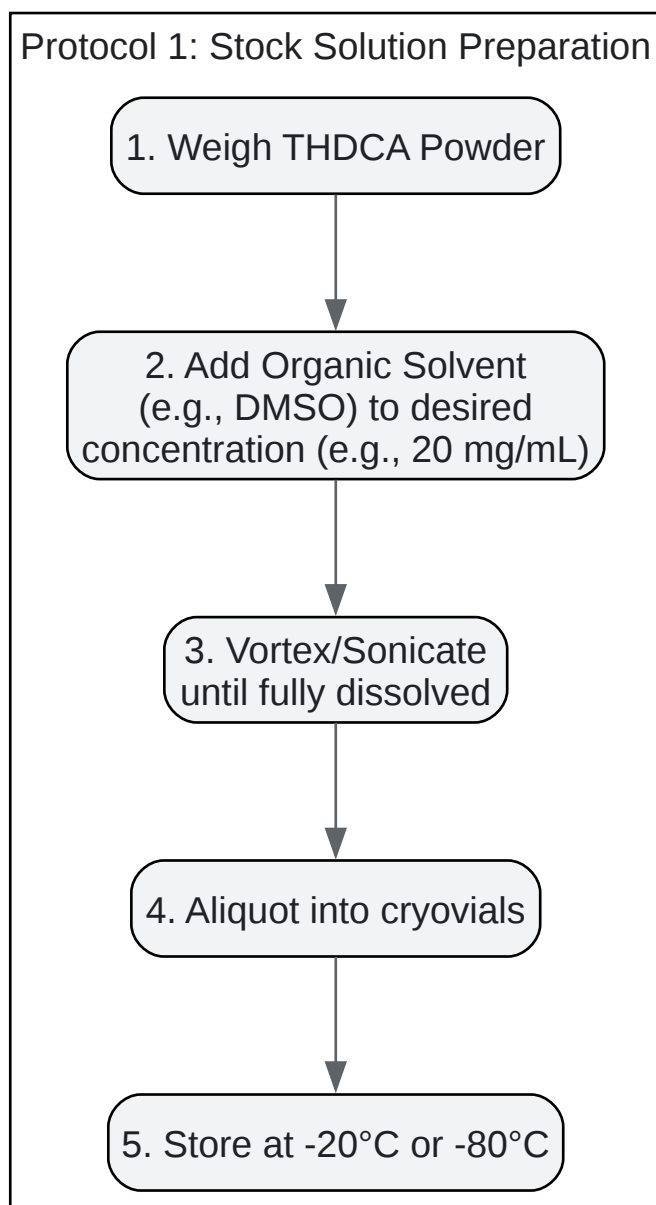 Protocol 1: Stock Solution Preparation
1. Weigh THDCA Powder
2. Add Organic Solvent
(e.g., DMSO) to desired
concentration (e.g., 20 mg/mL)
3. Vortex/Sonicate
until fully dissolved
4. Aliquot into cryovials
5. Store at -20°C or -80°C